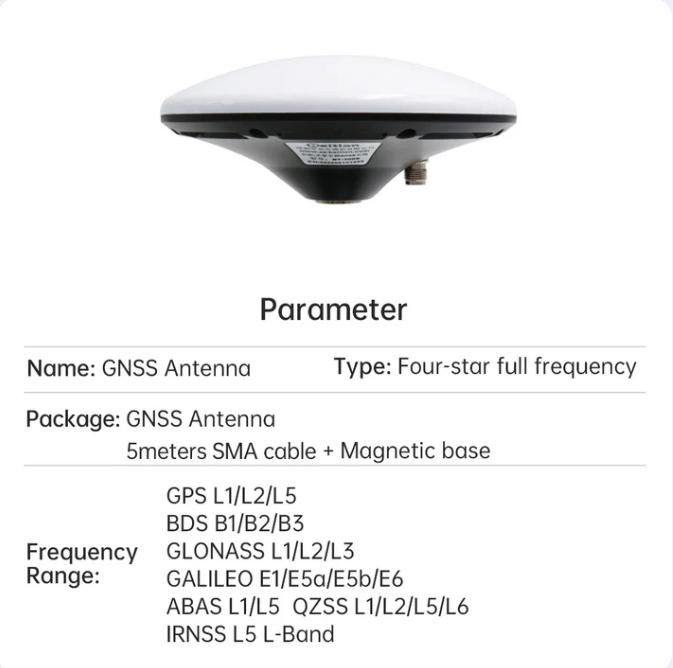 Parameter
Name: GNSS Antenna Type: Four-star full frequency
Package: GNSS Antenna
5meters SMA cable + Magnetic base
Frequency Range:
GPS L1/L2/L5
BDS B1/B2/B3
GLONASS L1/L2/L3
GALILEO E1/E5a/E5b/E6
ABAS L1/L5 QZSS L1/L2/L5/L6
IRNSS L5 L-Band